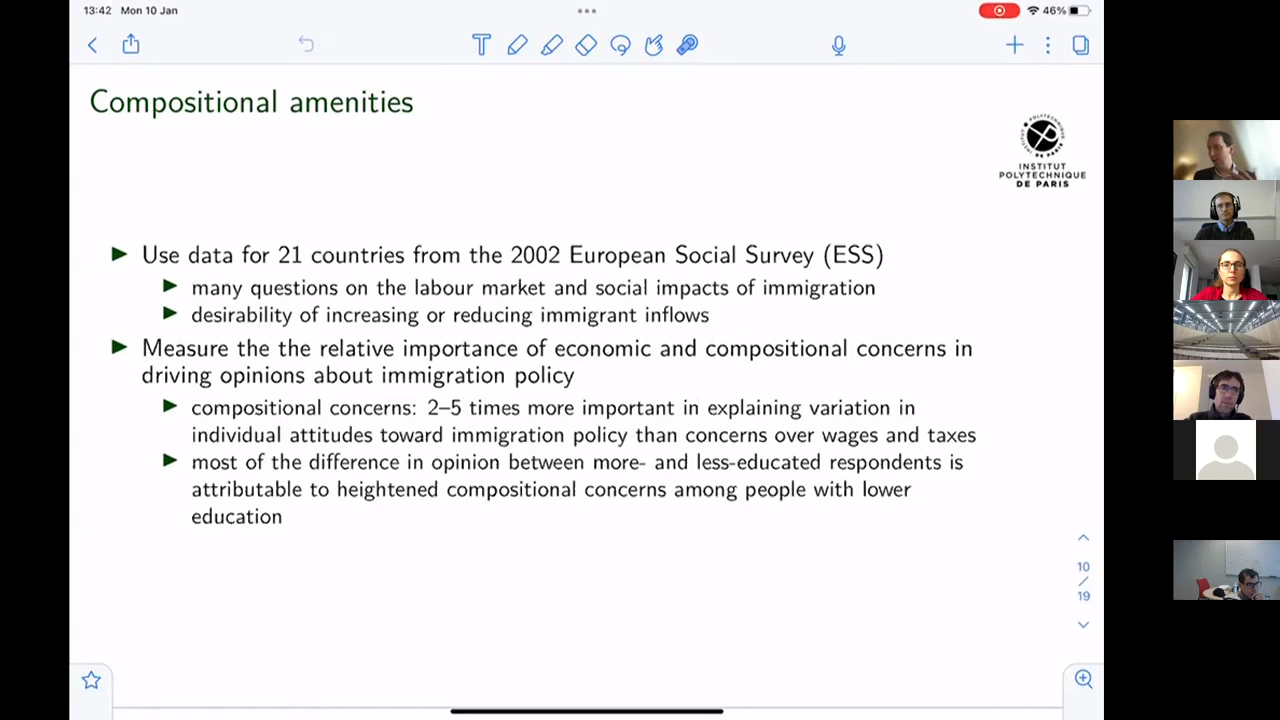 13:42 Mon 10 Jan
46%
Compositional amenities
INSTITUT
POLYTECHNIQUE
DE PARIS
Use data for 21 countries from the 2002 European Social Survey (ESS)
many questions on the labour market and social impacts of immigration
desirability of increasing or reducing immigrant inflows
Measure the the relative importance of economic and compositional concerns in
driving opinions about immigration policy
compositional concerns: 2–5 times more important in explaining variation in
individual attitudes toward immigration policy than concerns over wages and taxes
most of the difference in opinion between more- and less-educated respondents is
attributable to heightened compositional concerns among people with lower
education
10
/
19